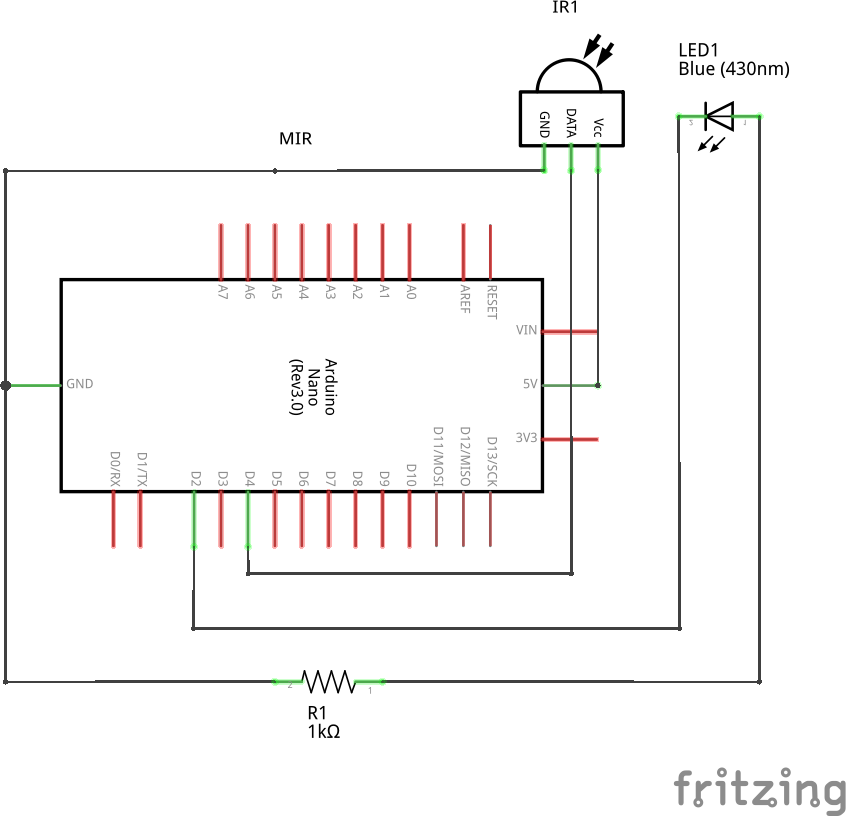 IR1
LED1
Blue (430nm)
GND
DATA
Vcc
2
1
MIR
A7
A6
A5
A4
A3
A2
A1
A0
AREF
RESET
VIN
GND
Arduino
Nano
(Rev3.0)
5V
3V3
D0/RX
D1/TX
D2
D3
D4
D5
D6
D7
D8
D9
D10
D11/MOSI
D12/MISO
D13/SCK
2
1
R1
1kΩ
fritzing